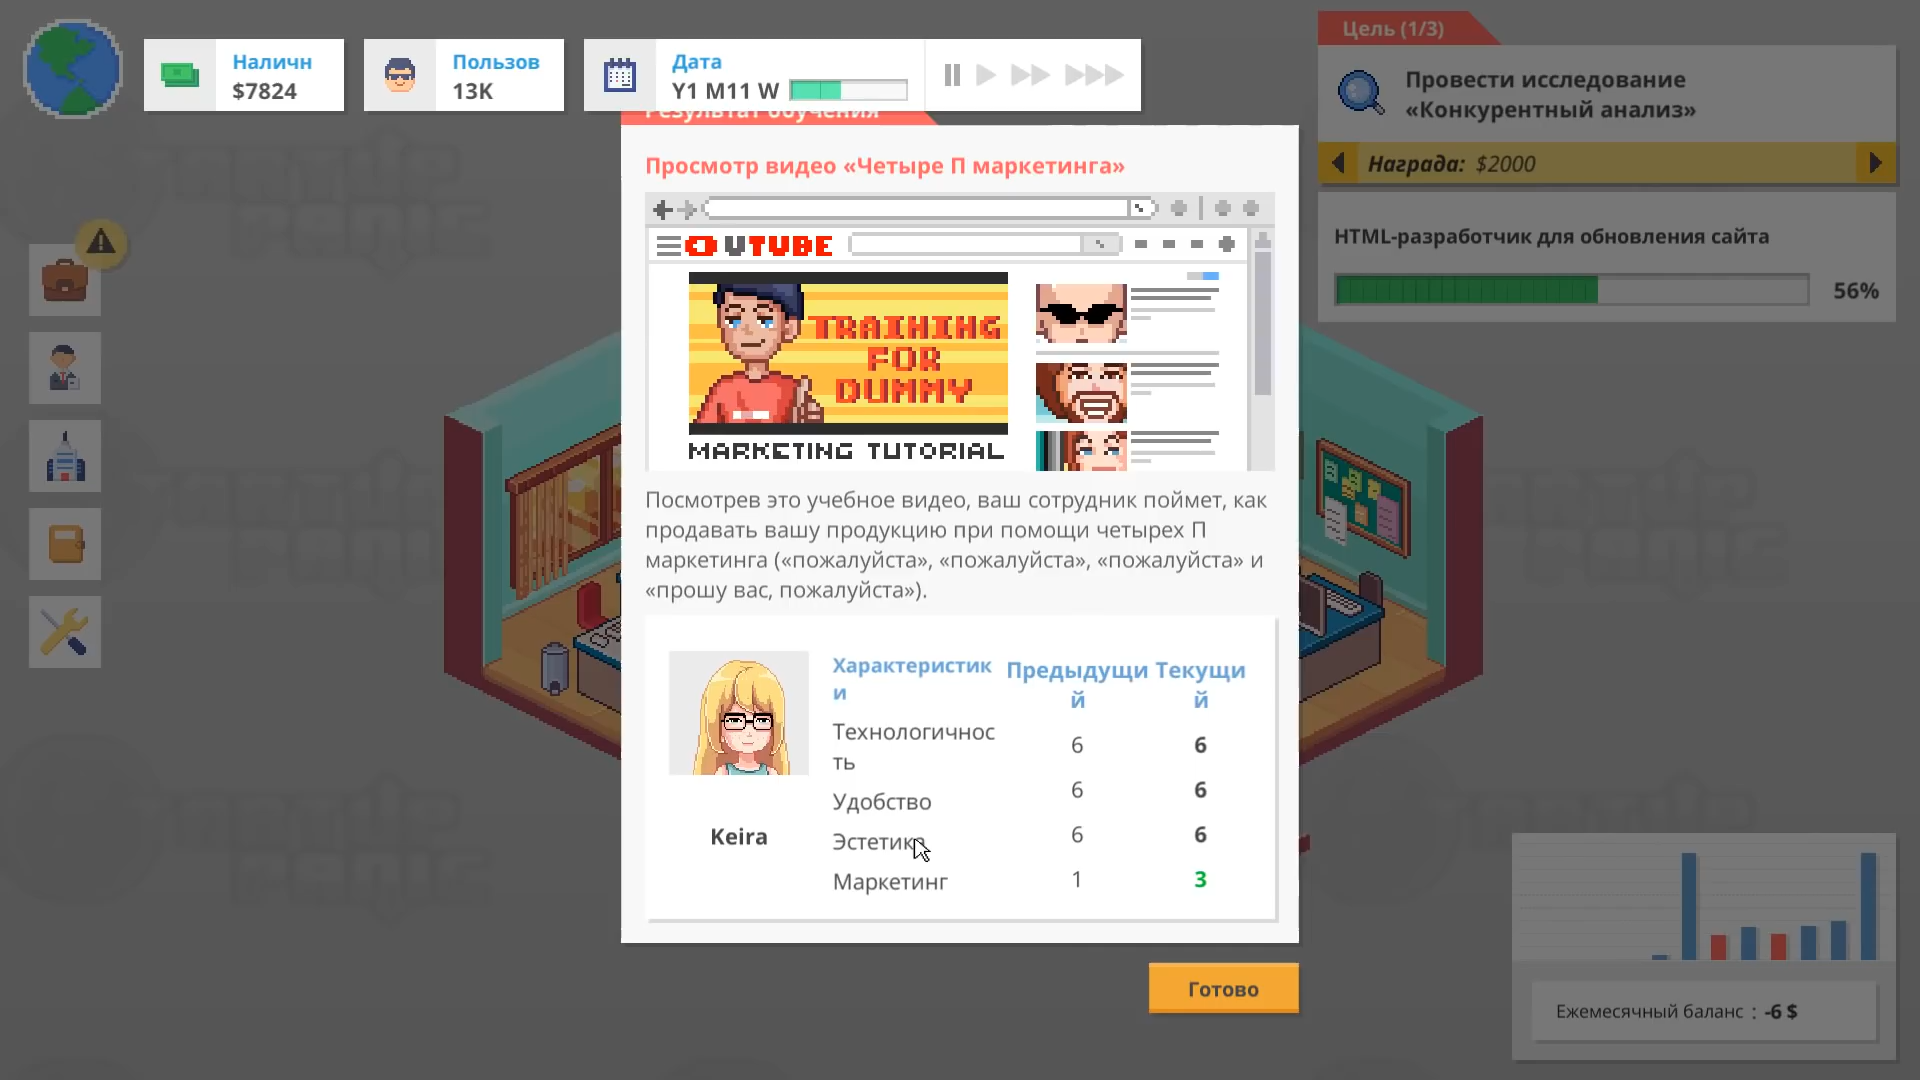 Наличн
$7824
Пользов
13K
Дата
Y1 M11 W
Цель (1/3)
Провести исследование
«Конкурентный анализ»
Награда: $2000
HTML-разработчик для обновления сайта
56%
Результат обучения
Просмотр видео «Четыре П маркетинга»
UTUBE
TRAINING
FOR
DUMMY
MARKETING TUTORIAL
Посмотрев это учебное видео, ваш сотрудник поймет, как
продавать вашу продукцию при помощи четырех П
маркетинга («пожалуйста», «пожалуйста», «пожалуйста» и
«прошу вас, пожалуйста»).
Keira
Характеристик
и
Предыдущи
й
Текущи
й
Технологичнос
ть
6
6
Удобство
6
6
Эстетика
6
6
Маркетинг
1
3
Готово
Ежемесячный баланс : -6 $